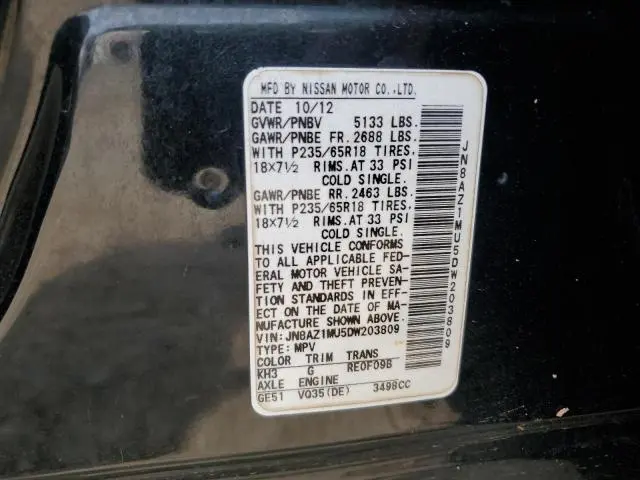 MFD BY NISSAN MOTOR CO.,LTD.
DATE 10/12
GVWR/PNBV 5133 LBS.
GAWR/PNBE FR. 2688 LBS.
WITH P235/65R18 TIRES.
18×7½ RIMS. AT 33 PSI
COLD SINGLE.
GAWR/PNBE RR. 2463 LBS.
WITH P235/65R18 TIRES.
18×7½ RIMS. AT 33 PSI
COLD SINGLE.
THIS VEHICLE CONFORMS
TO ALL APPLICABLE FED-
ERAL MOTOR VEHICLE SA-
FETY AND THEFT PREVEN-
TION STANDARDS IN EFF-
ECT ON THE DATE OF MA-
NUFACTURE SHOWN ABOVE.
VIN: JN8AZ1MU5DW203809
TYPE: MPV
COLOR TRIM TRANS
KH3 G RE0F09B
AXLE ENGINE
GE51 VQ35(DE) 3498CC
JN8AZ1MU5DW203809